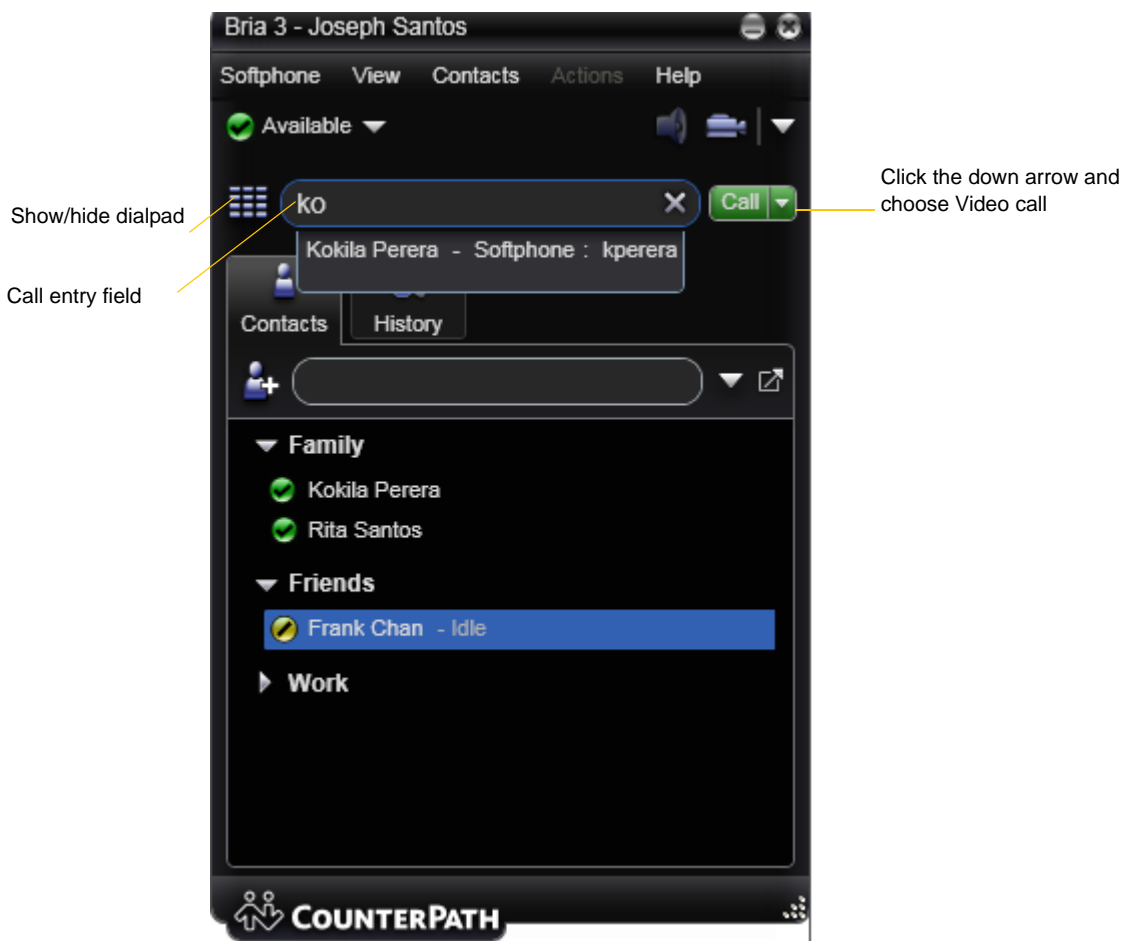 Bria 3 - Joseph Santos
Softphone View Contacts Actions Help
Available
Show/hide dialpad
ko
Call
Click the down arrow and
choose Video call
Kokila Perera - Softphone : kperera
Call entry field
Contacts History
Family
Kokila Perera
Rita Santos
Friends
Frank Chan - Idle
Work
COUNTERPATH